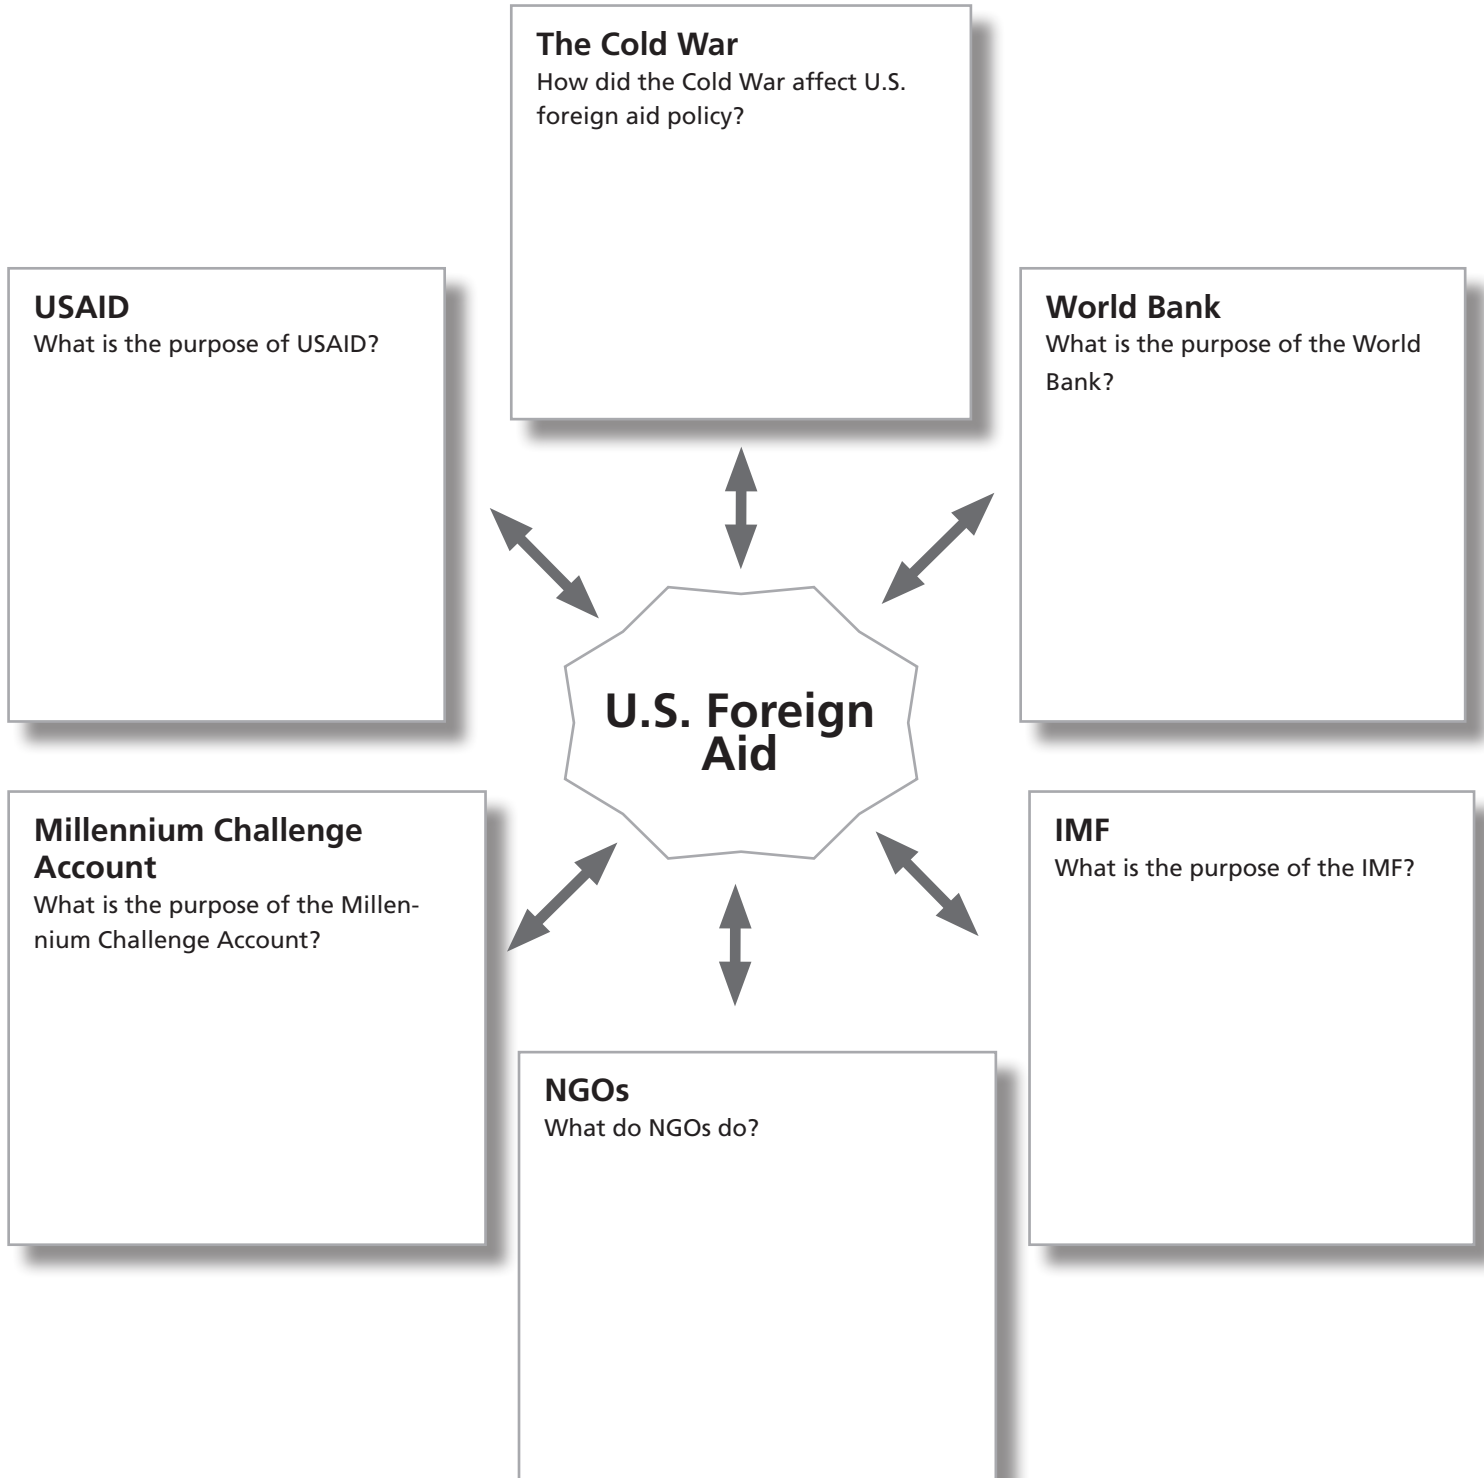 The Cold War
How did the Cold War affect U.S.
foreign aid policy?
USAID
What is the purpose of USAID?
World Bank
What is the purpose of the World
Bank?
U.S. Foreign
Aid
Millennium Challenge
Account
What is the purpose of the Millen-
nium Challenge Account?
IMF
What is the purpose of the IMF?
NGOs
What do NGOs do?